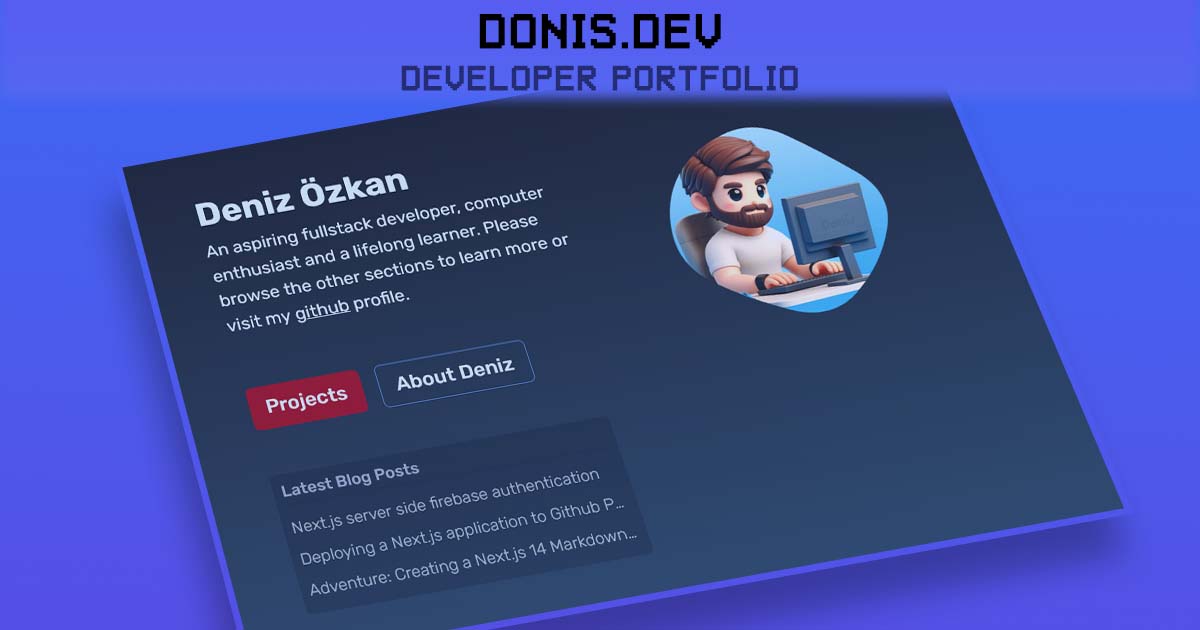 DONIS.DEV
DEVELOPER PORTFOLIO
Deniz Özkan
An aspiring fullstack developer, computer
enthusiast and a lifelong learner. Please
browse the other sections to learn more or
visit my github profile.
Projects
About Deniz
Latest Blog Posts
Next.js server side firebase authentication
Deploying a Next.js application to Github P...
Adventure: Creating a Next.js 14 Markdown...